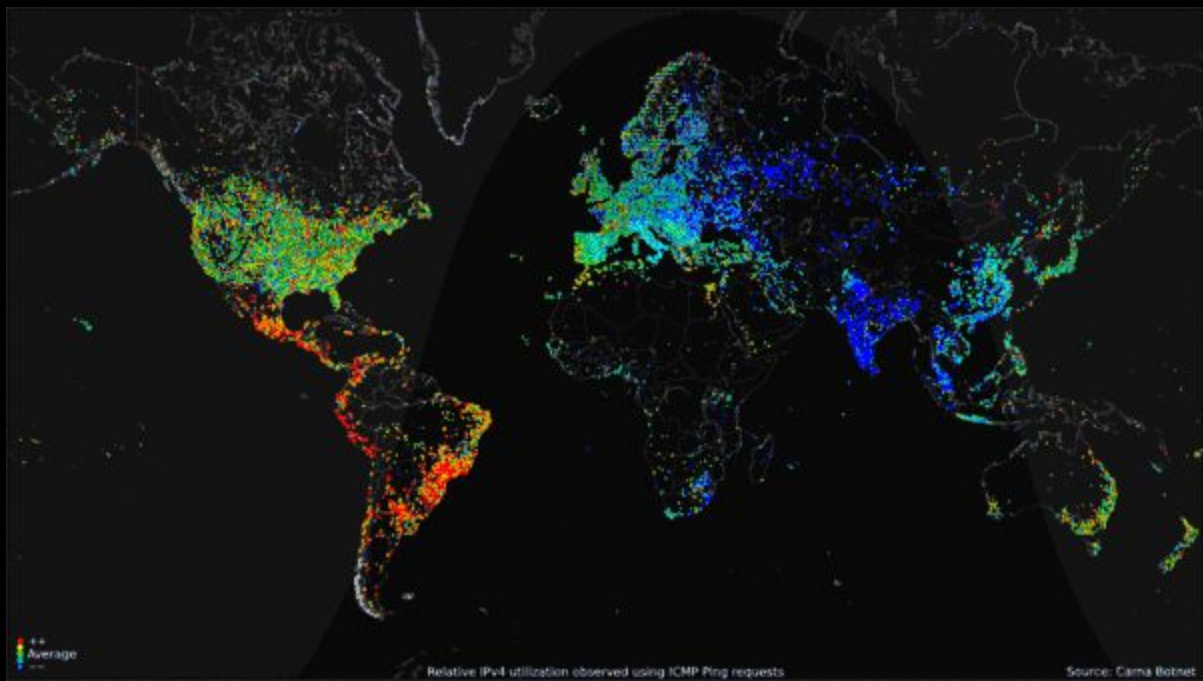 ++
Average
--
Relative IPv4 utilization observed using ICMP Ping requests
Source: Carna Botnet